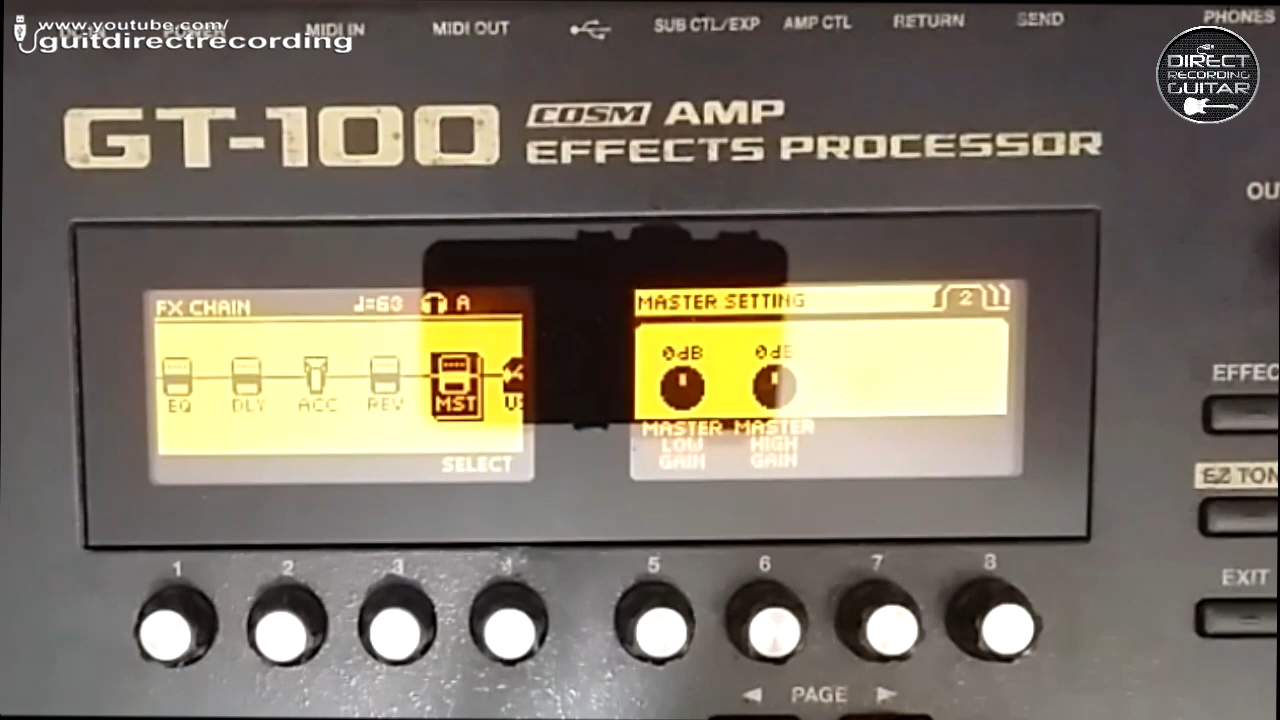 www.youtube.com/
guitdirectrecording
MIDI IN
MIDI OUT
SUB CTL/EXP
AMP CTL
RETURN
SEND
PHONES
DIRECT
RECORDING
GUITAR
GT-100
COSM AMP
EFFECTS PROCESSOR
OU
FX CHAIN
♩=63
A
MASTER SETTING
2
0dB
0dB
EQ
DLY
ACC
REV
MST
US
MASTER LOW GAIN
MASTER HIGH GAIN
SELECT
EFFEC
EZ TON
EXIT
1
2
3
4
5
6
7
8
◀ PAGE ▶